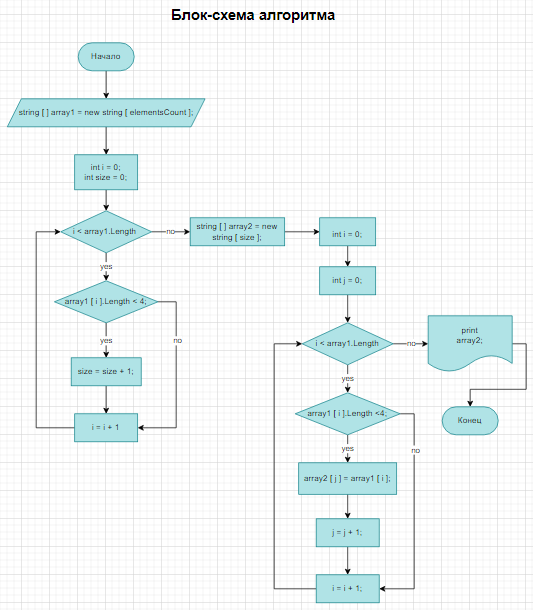 Блок-схема алгоритма
Начало
string [ ] array1 = new string [ elementsCount ];
int i = 0;
int size = 0;
i < array1.Length
no
yes
array1 [ i ].Length < 4;
yes
no
size = size + 1;
i = i + 1
string [ ] array2 = new
string [ size ];
int i = 0;
int j = 0;
i < array1.Length
no
print
array2;
Конец
yes
array1 [ i ].Length <4;
yes
no
array2 [ j ] = array1 [ i ];
j = j + 1;
i = i + 1;